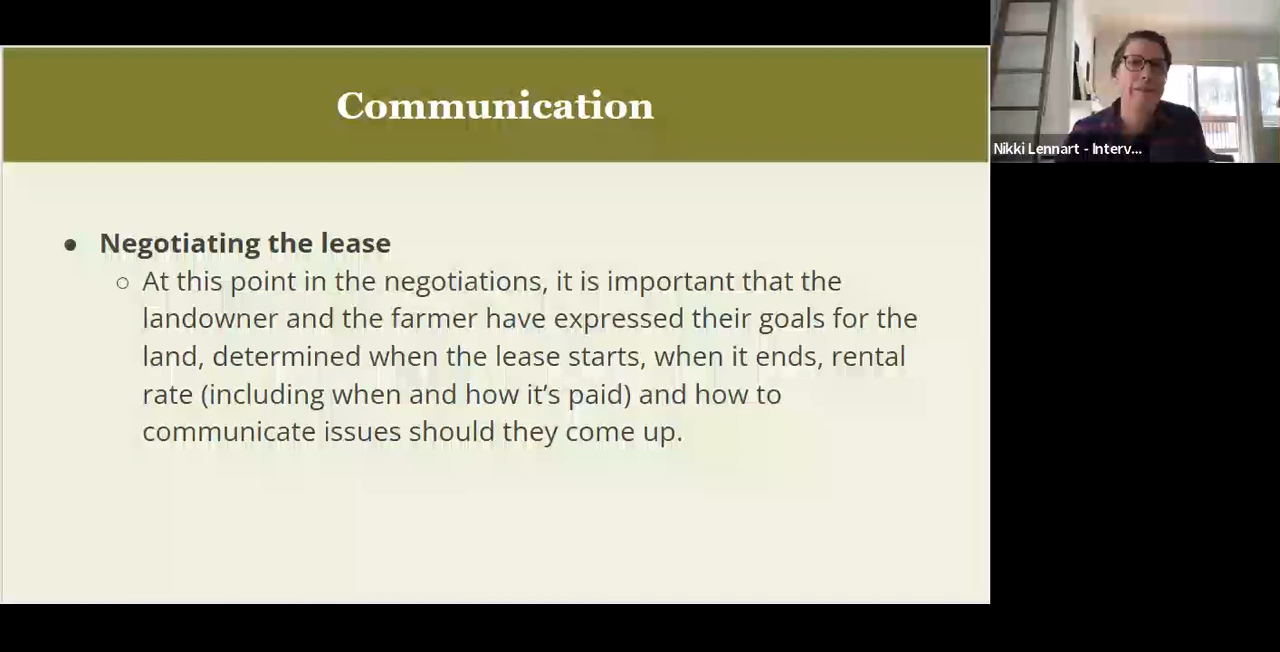 Communication
Nikki Lennart - Interv...
● Negotiating the lease
○ At this point in the negotiations, it is important that the
landowner and the farmer have expressed their goals for the
land, determined when the lease starts, when it ends, rental
rate (including when and how it’s paid) and how to
communicate issues should they come up.